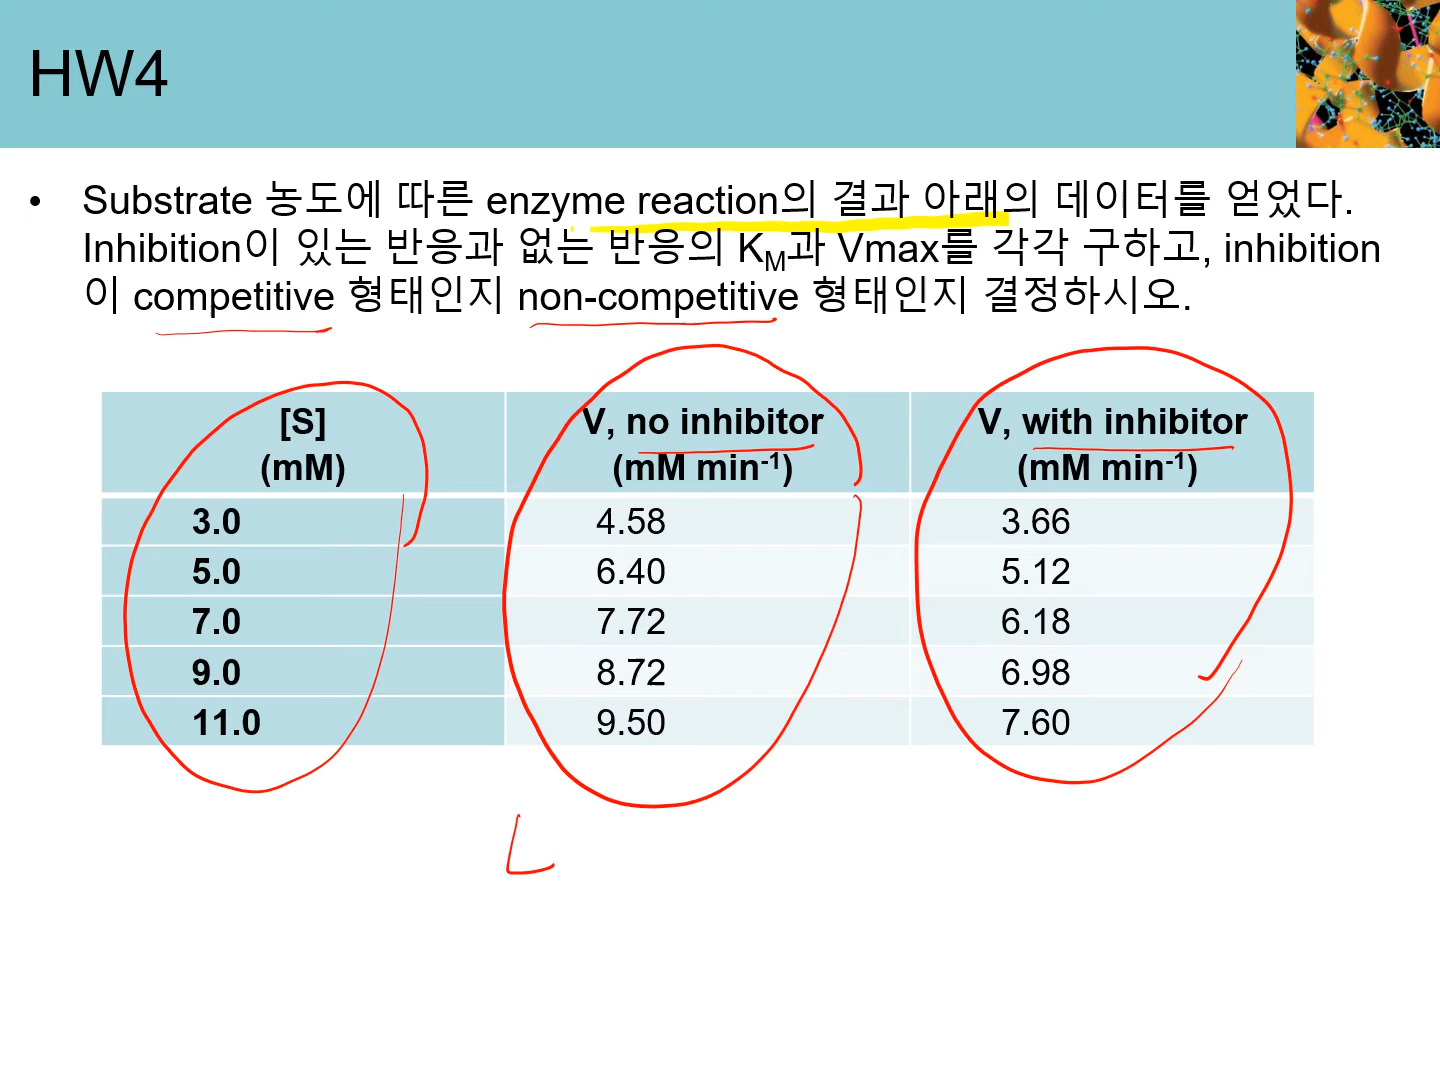 HW4
• Substrate 농도에 따른 enzyme reaction의 결과 아래의 데이터를 얻었다.
Inhibition이 있는 반응과 없는 반응의 KM과 Vmax를 각각 구하고, inhibition
이 competitive 형태인지 non-competitive 형태인지 결정하시오.
[S] V, no inhibitor V, with inhibitor
(mM) (mM min-1) (mM min-1)
3.0 4.58 3.66
5.0 6.40 5.12
7.0 7.72 6.18
9.0 8.72 6.98
11.0 9.50 7.60
L